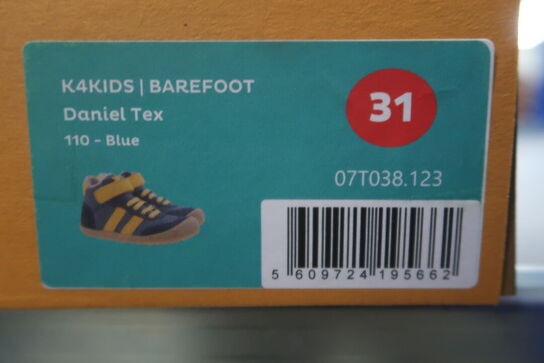 K4KIDS | BAREFOOT
Daniel Tex
110 - Blue
31
07T038.123
5 609724 195662